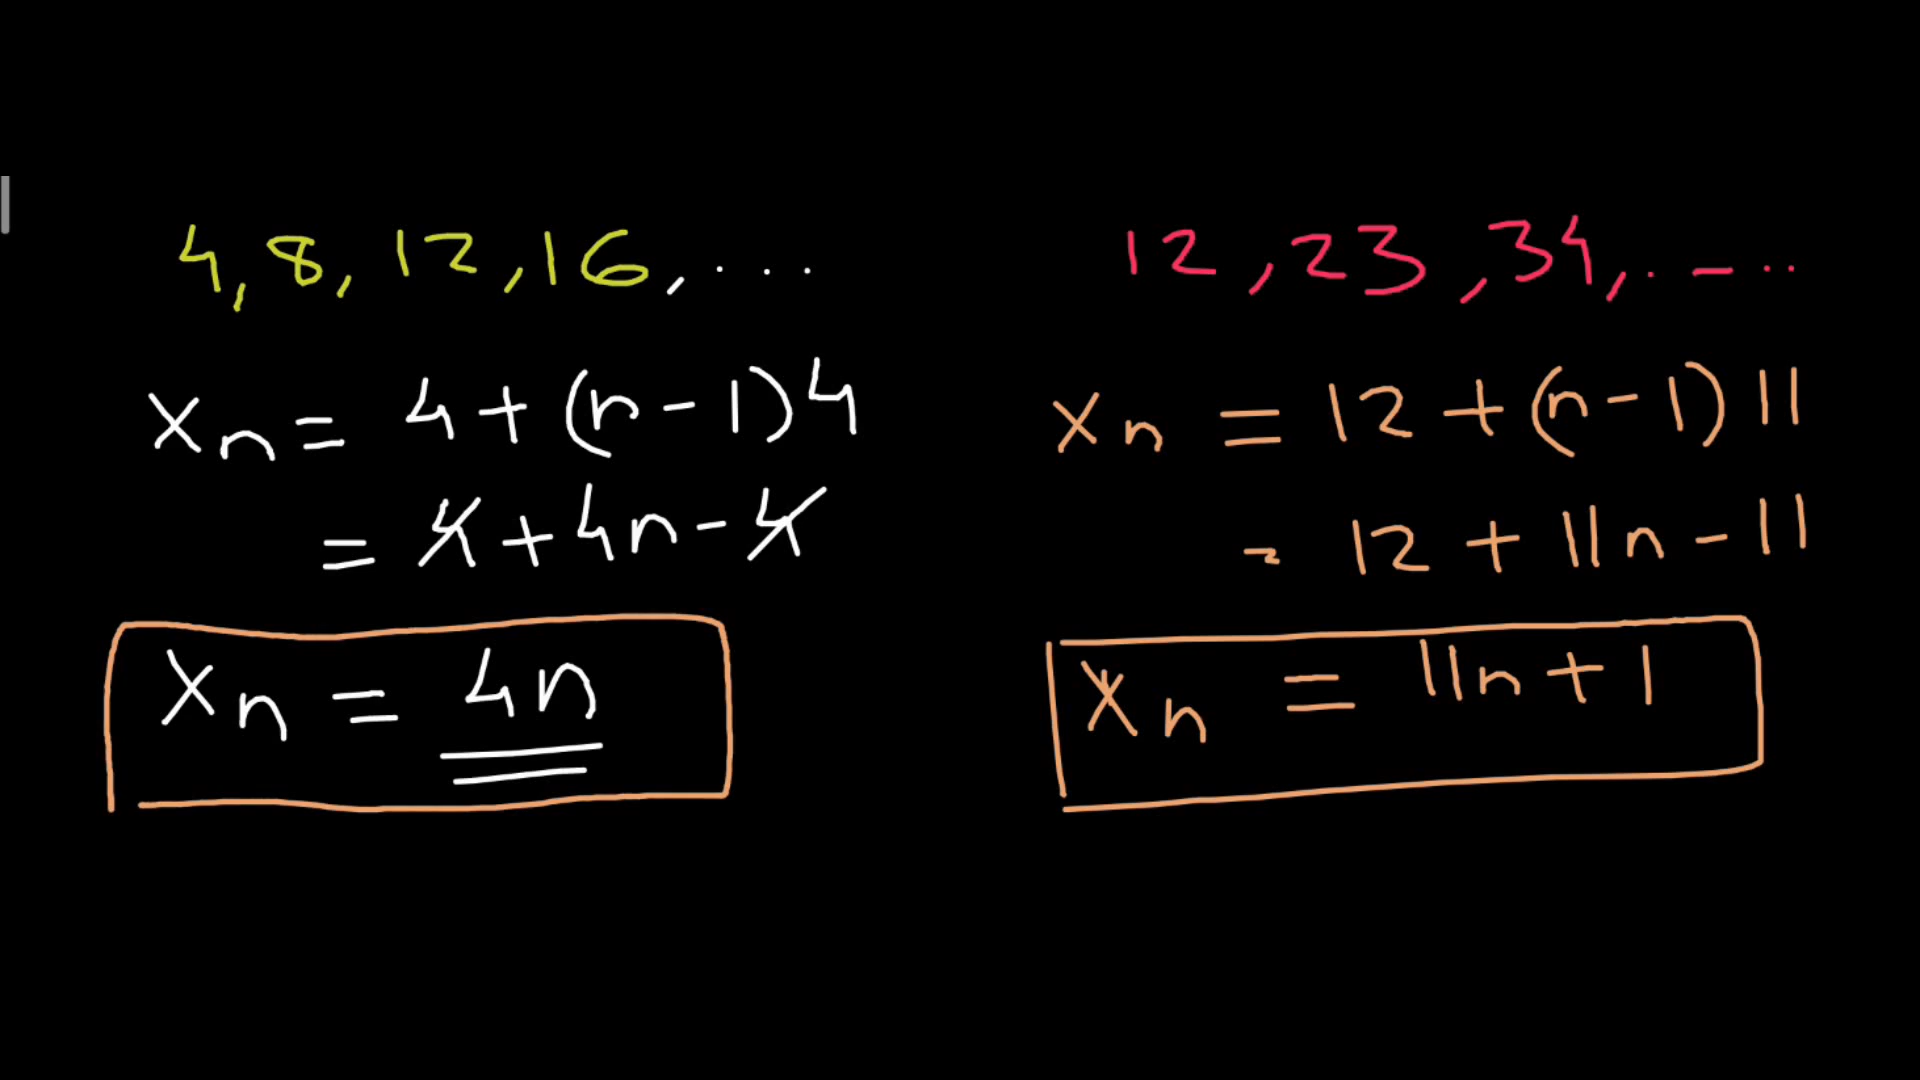 4, 8, 12, 16, ...
Xn = 4 + (n - 1) 4
= 4 + 4n - 4
Xn = 4n
12, 23, 34, . - ..
Xn = 12 + (n - 1) 11
= 12 + 11n - 11
Xn = 11n + 1